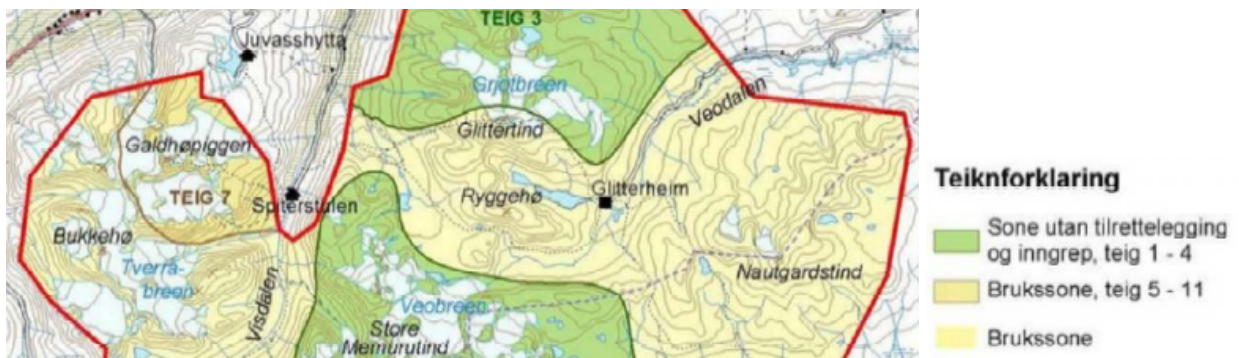 TEIG 3
Juvasshytta
Grjotbreen
Veodalen
Glittertind
Galdhøpiggen
TEIG 7
Spiterstulen
Ryggehø
Glitterheim
Bukkehø
Tverrå-
breen
Visdalen
Veobreen
Nautgardstind
Store
Memurutind
Teiknforklaring
Sone utan tilrettelegging
og inngrep, teig 1 - 4
Brukssone, teig 5 - 11
Brukssone